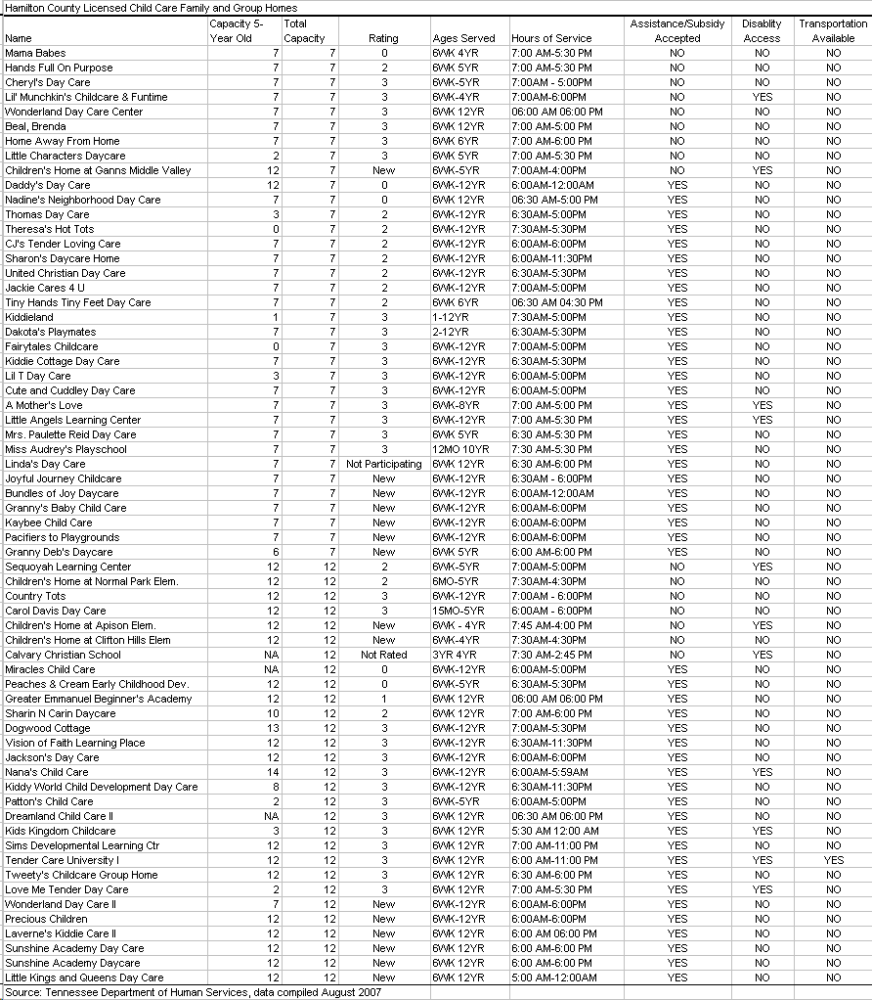 Hamilton County Licensed Child Care Family and Group Homes
Capacity 5- Total Assistance/Subsidy Disablity Transportation
Name Year Old Capacity Rating Ages Served Hours of Service Accepted Access Available
Mama Babes 7 7 0 6WK 4YR 7:00 AM-5:30 PM NO NO NO
Hands Full On Purpose 7 7 2 6WK 5YR 7:00 AM-5:30 PM NO NO NO
Cheryl's Day Care 7 7 3 6WK-5YR 7:00AM - 5:00PM NO NO NO
Lil' Munchkin's Childcare & Funtime 7 7 3 6WK-4YR 7:00AM-6:00PM NO YES NO
Wonderland Day Care Center 7 7 3 6WK 12YR 06:00 AM 06:00 PM NO NO NO
Beal, Brenda 7 7 3 6WK 12YR 7:00 AM-5:00 PM NO NO NO
Home Away From Home 7 7 3 6WK 6YR 7:00 AM-6:00 PM NO NO NO
Little Characters Daycare 2 7 3 6WK 5YR 7:00 AM-5:30 PM NO NO NO
Children's Home at Ganns Middle Valley 12 7 New 6WK-5YR 7:00AM-4:00PM NO YES NO
Daddy's Day Care 12 7 0 6WK-12YR 6:00AM-12:00AM YES NO NO
Nadine's Neighborhood Day Care 7 7 0 6WK 12YR 06:30 AM-5:00 PM YES NO NO
Thomas Day Care 3 7 2 6WK-12YR 6:30AM-5:00PM YES NO NO
Theresa's Hot Tots 0 7 2 6WK-12YR 7:30AM-5:30PM YES NO NO
CJ's Tender Loving Care 7 7 2 6WK-12YR 6:00AM-6:00PM YES NO NO
Sharon's Daycare Home 7 7 2 6WK-12YR 6:00AM-11:30PM YES NO NO
United Christian Day Care 7 7 2 6WK-12YR 6:30AM-5:30PM YES NO NO
Jackie Cares 4 U 7 7 2 6WK-12YR 7:00AM-5:00PM YES NO NO
Tiny Hands Tiny Feet Day Care 7 7 2 6WK 6YR 06:30 AM 04:30 PM YES NO NO
Kiddieland 1 7 3 1-12YR 7:30AM-5:00PM YES NO NO
Dakota's Playmates 7 7 3 2-12YR 6:30AM-5:30PM YES NO NO
Fairytales Childcare 0 7 3 6WK-12YR 7:00AM-5:00PM YES NO NO
Kiddie Cottage Day Care 7 7 3 6WK-12YR 6:30AM-5:30PM YES NO NO
Lil T Day Care 3 7 3 6WK-12YR 6:00AM-5:00PM YES NO NO
Cute and Cuddley Day Care 7 7 3 6WK-12YR 6:00AM-5:00PM YES NO NO
A Mother's Love 7 7 3 6WK-8YR 7:00 AM-5:00 PM YES YES NO
Little Angels Learning Center 7 7 3 6WK-12YR 7:00 AM-5:30 PM YES YES NO
Mrs. Paulette Reid Day Care 7 7 3 6WK 5YR 6:30 AM-5:30 PM YES NO NO
Miss Audrey's Playschool 7 7 3 12MO 10YR 7:30 AM-5:30 PM YES NO NO
Linda's Day Care 7 7 Not Participating 6WK 12YR 6:30 AM-6:00 PM YES NO NO
Joyful Journey Childcare 7 7 New 6WK-12YR 6:30AM - 6:00PM YES NO NO
Bundles of Joy Daycare 7 7 New 6WK-12YR 6:00AM-12:00AM YES NO NO
Granny's Baby Child Care 7 7 New 6WK-12YR 6:00AM-6:00PM YES NO NO
Kaybee Child Care 7 7 New 6WK-12YR 6:00AM-6:00PM YES NO NO
Pacifiers to Playgrounds 7 7 New 6WK-12YR 6:00AM-6:00PM YES NO NO
Granny Deb's Daycare 6 7 New 6WK 5YR 6:00 AM-6:00 PM YES NO NO
Sequoyah Learning Center 12 12 2 6WK-5YR 7:00AM-5:00PM NO YES NO
Children's Home at Normal Park Elem. 12 12 2 6MO-5YR 7:30AM-4:30PM NO NO NO
Country Tots 12 12 3 6WK-12YR 7:00AM - 6:00PM NO NO NO
Carol Davis Day Care 12 12 3 15MO-5YR 6:00AM - 6:00PM NO NO NO
Children's Home at Apison Elem. 12 12 New 6WK - 4YR 7:45 AM-4:00 PM NO YES NO
Children's Home at Clifton Hills Elem 12 12 New 6WK-4YR 7:30AM-4:30PM NO NO NO
Calvary Christian School NA 12 Not Rated 3YR 4YR 7:30 AM-2:45 PM NO YES NO
Miracles Child Care NA 12 0 6WK-12YR 6:00AM-5:00PM YES NO NO
Peaches & Cream Early Childhood Dev. 12 12 0 6WK-5YR 6:30AM-5:30PM YES NO NO
Greater Emmanuel Beginner's Academy 12 12 1 6WK 12YR 06:00 AM 06:00 PM YES NO NO
Sharin N Carin Daycare 10 12 2 6WK 12YR 7:00 AM-6:00 PM YES NO NO
Dogwood Cottage 13 12 3 6WK-12YR 7:00AM-5:30PM YES NO NO
Vision of Faith Learning Place 12 12 3 6WK-12YR 6:30AM-11:30PM YES NO NO
Jackson's Day Care 12 12 3 6WK-12YR 6:00AM-6:00PM YES NO NO
Nana's Child Care 14 12 3 6WK-12YR 6:00AM-5:59AM YES YES NO
Kiddy World Child Development Day Care 8 12 3 6WK-12YR 6:30AM-11:30PM YES NO NO
Patton's Child Care 2 12 3 6WK-5YR 6:00AM-5:00PM YES NO NO
Dreamland Child Care II NA 12 3 6WK 12YR 06:30 AM 06:00 PM YES NO NO
Kids Kingdom Childcare 3 12 3 6WK 12YR 5:30 AM 12:00 AM YES YES NO
Sims Developmental Learning Ctr 12 12 3 6WK 12YR 7:00 AM-11:00 PM YES NO NO
Tender Care University I 12 12 3 6WK 12YR 6:00 AM-11:00 PM YES YES YES
Tweety's Childcare Group Home 12 12 3 6WK 12YR 6:30 AM-6:00 PM YES NO NO
Love Me Tender Day Care 2 12 3 6WK 12YR 7:00 AM-5:30 PM YES YES NO
Wonderland Day Care II 7 12 New 6WK-12YR 6:00AM-6:00PM YES NO NO
Precious Children 12 12 New 6WK-12YR 6:00AM-6:00PM YES NO NO
Laverne's Kiddie Care II 12 12 New 6WK 12YR 6:00 AM 06:00 PM YES NO NO
Sunshine Academy Day Care 12 12 New 6WK 12YR 6:00 AM-6:00 PM YES NO NO
Sunshine Academy Daycare 12 12 New 6WK 12YR 6:00 AM-6:00 PM YES NO NO
Little Kings and Queens Day Care 12 12 New 6WK 12YR 5:00 AM-12:00AM YES NO NO
Source: Tennessee Department of Human Services, data compiled August 2007